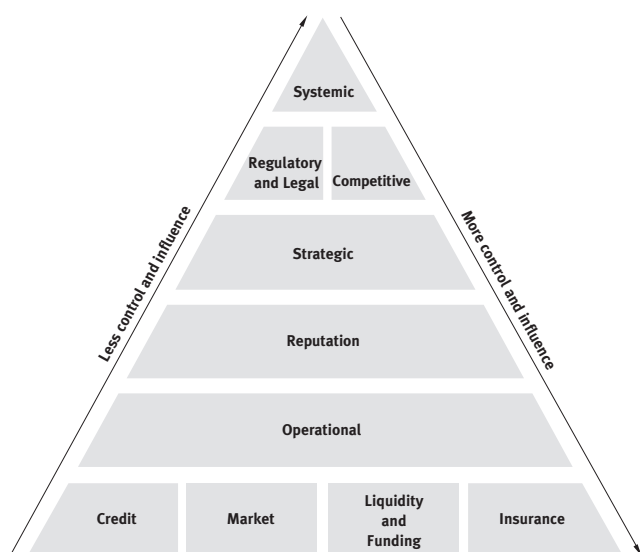 Systemic
Regulatory
and Legal
Competitive
Strategic
Less control and influence
More control and influence
Reputation
Operational
Credit
Market
Liquidity
and
Funding
Insurance